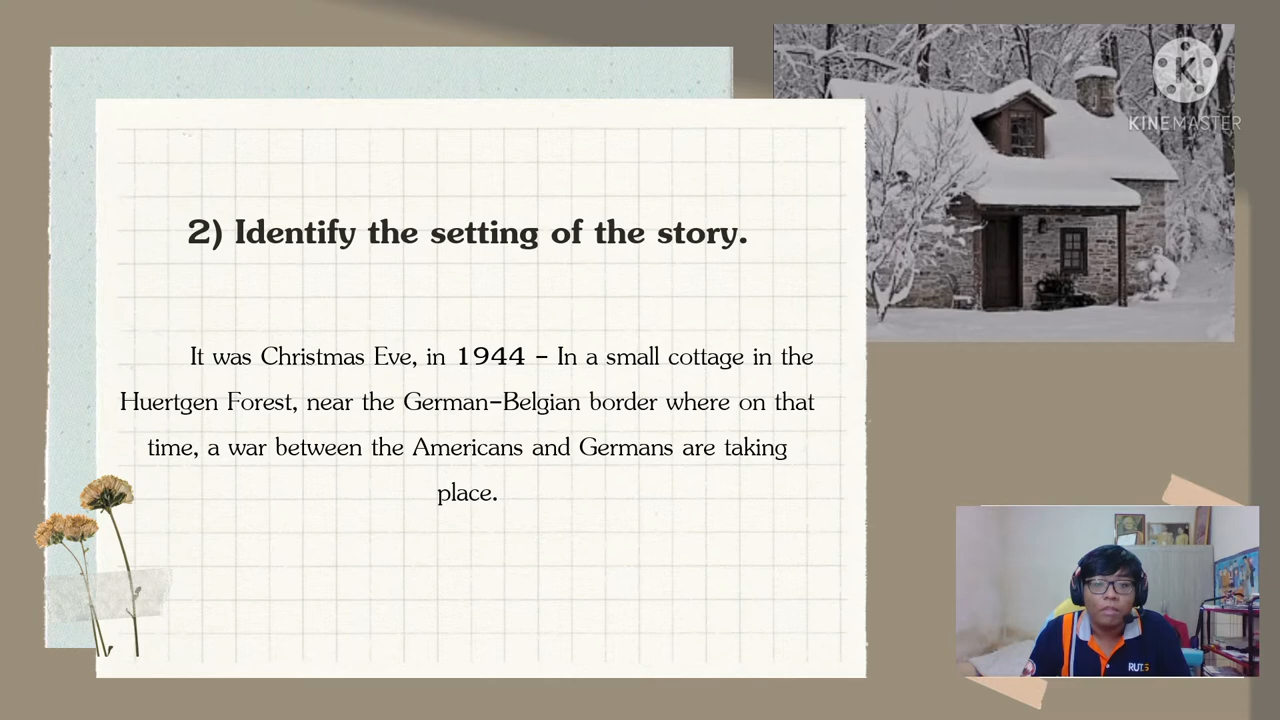 2) Identify the setting of the story.
It was Christmas Eve, in 1944 – In a small cottage in the
Huertgen Forest, near the German–Belgian border where on that
time, a war between the Americans and Germans are taking
place.
K
KINEMASTER
RUTS